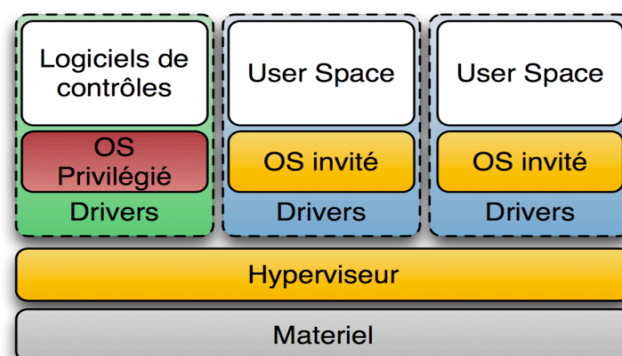 Logiciels de
contrôles
User Space
User Space
OS
Privilégié
OS invité
OS invité
Drivers
Drivers
Drivers
Hyperviseur
Materiel